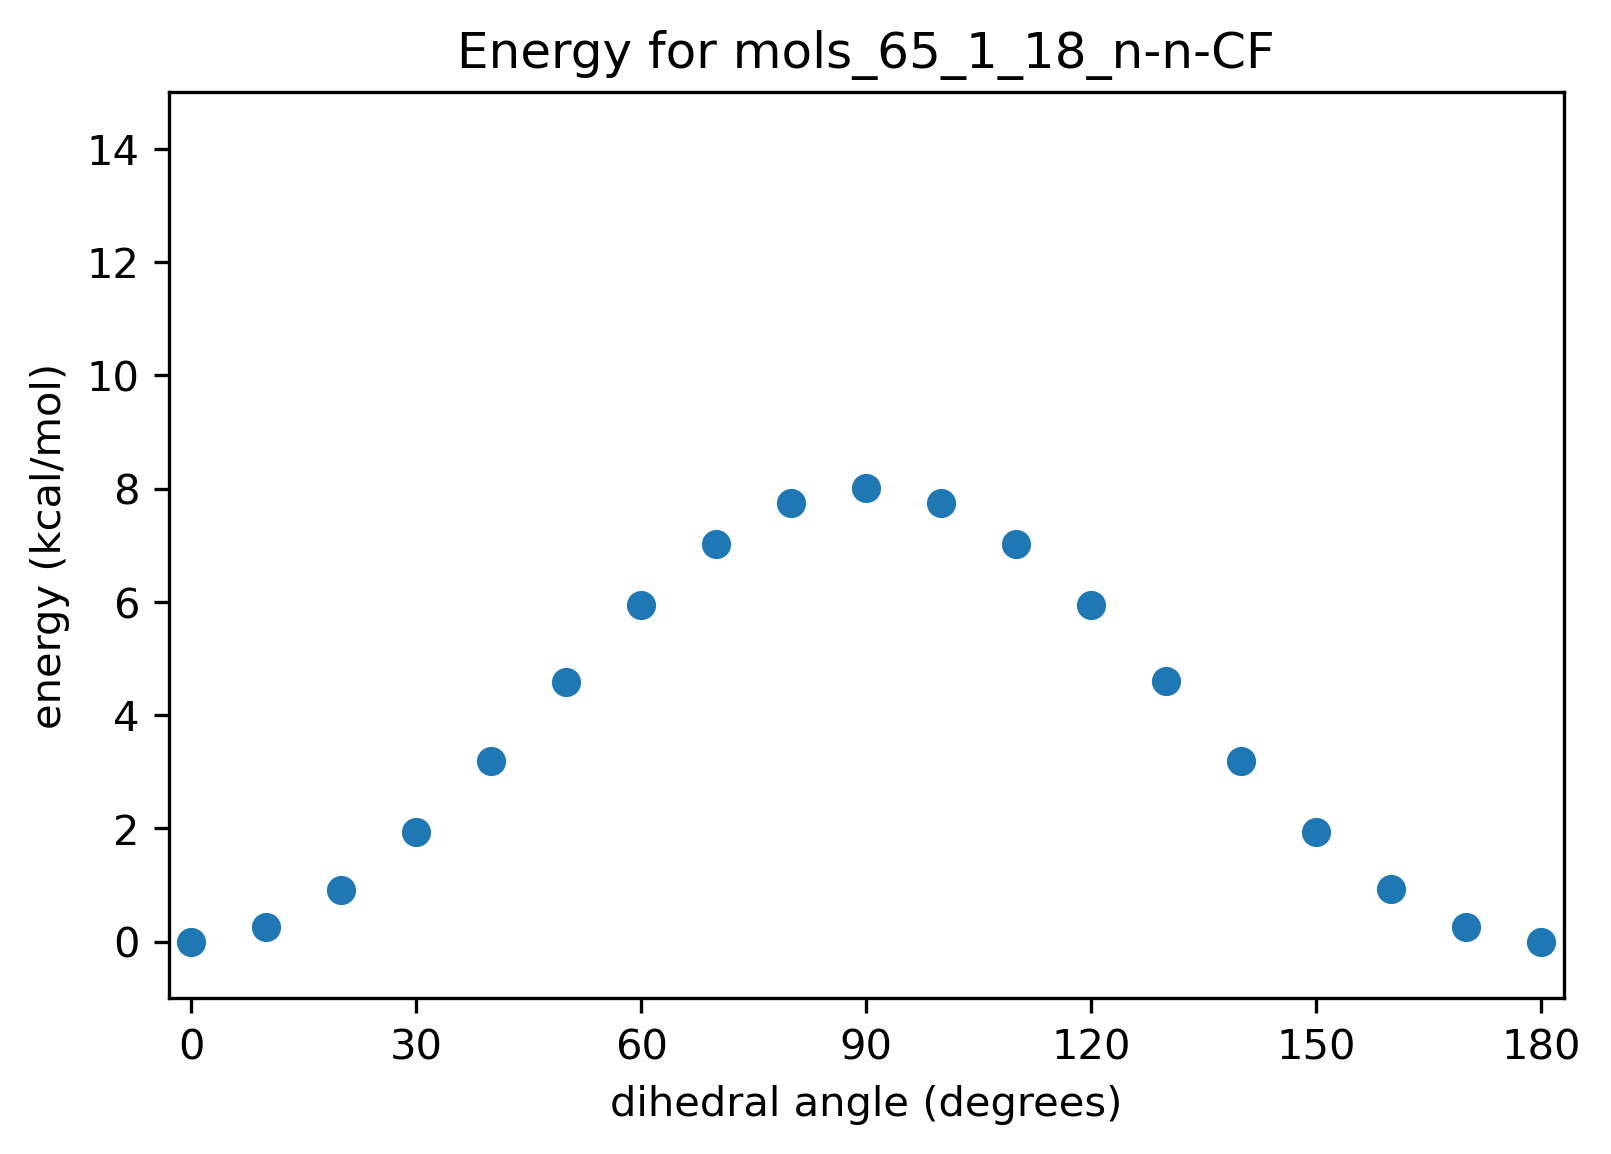 Energy for mols_65_1_18_n-n-CF
14
12
10
8
6
4
2
0
energy (kcal/mol)
0 30 60 90 120 150 180
dihedral angle (degrees)